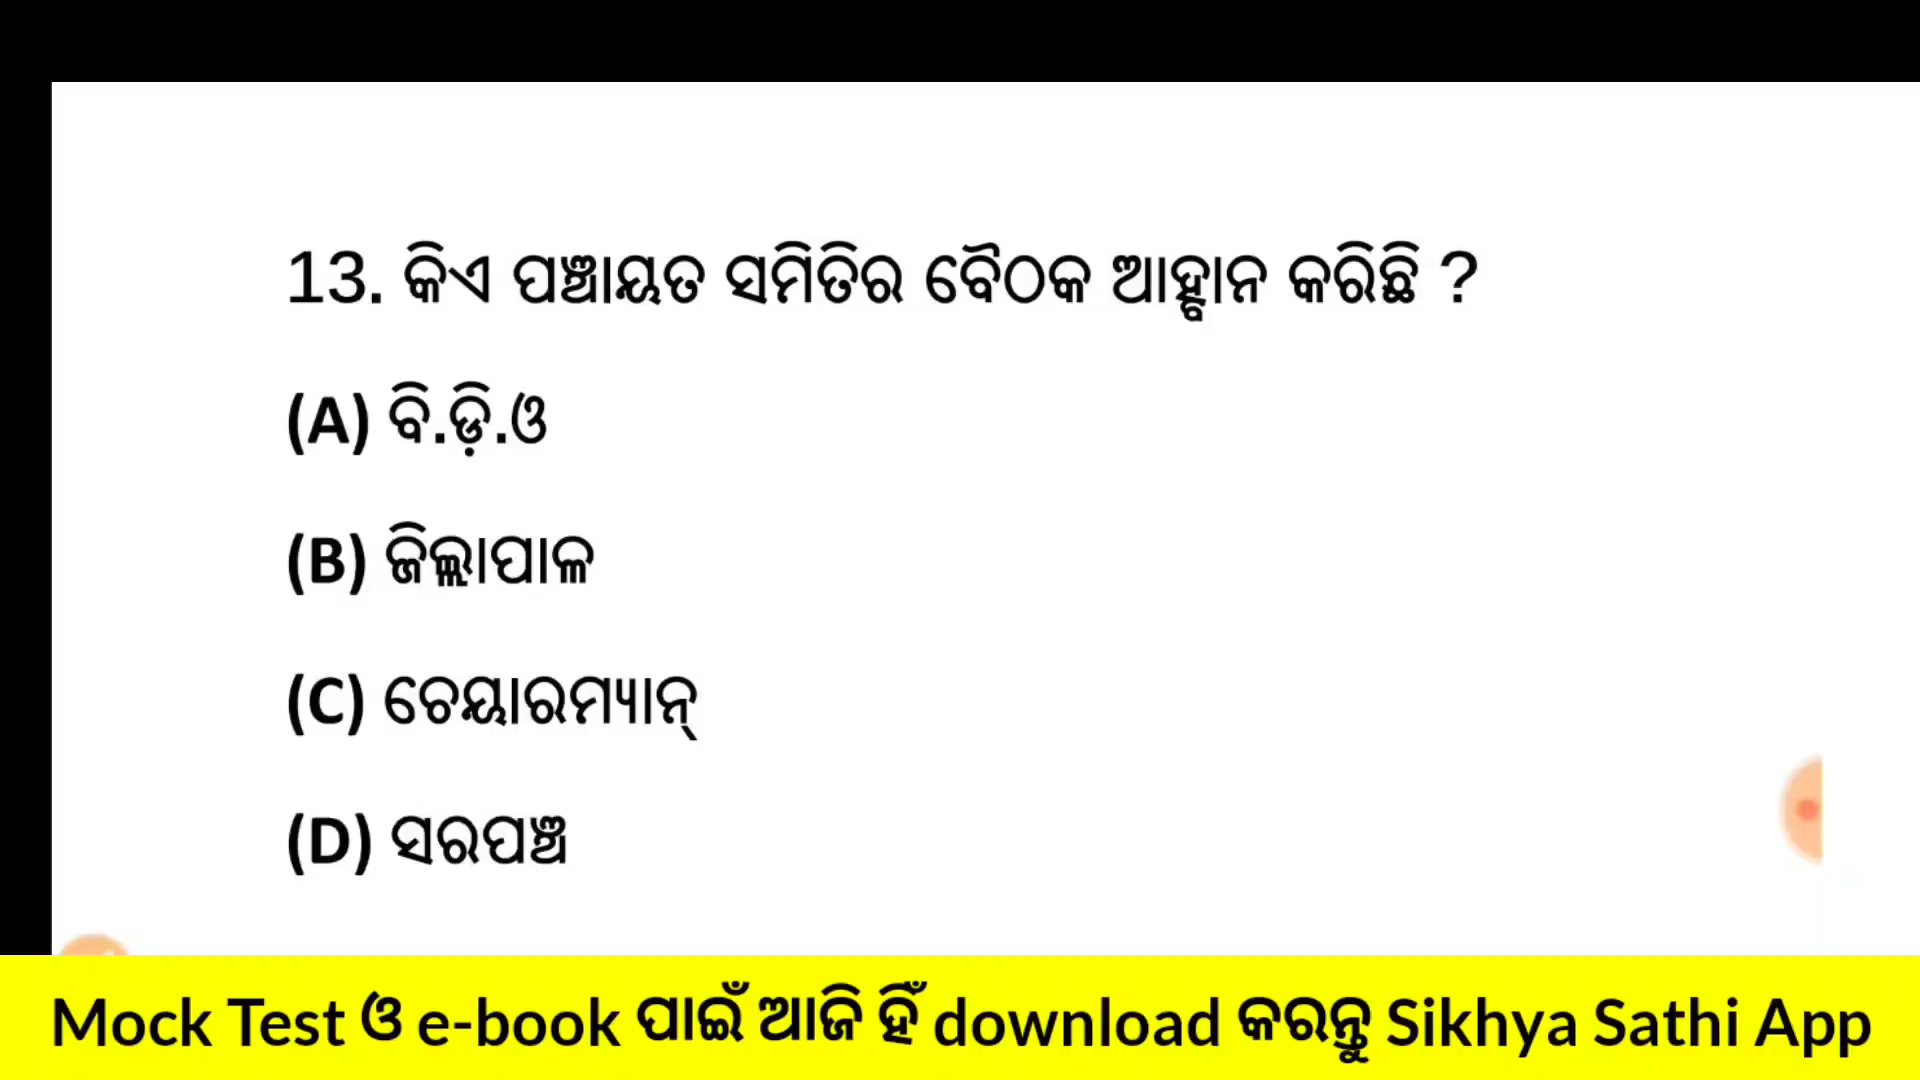 13. କିଏ ପଞ୍ଚାୟତ ସମିତିର ବୈଠକ ଆହ୍ବାନ କରିଛି ?
(A) ବି.ଡ଼ି.ଓ
(B) ଜିଲ୍ଲାପାଳ
(C) ଚେୟାରମ୍ୟାନ୍
(D) ସରପଞ୍ଚ
Mock Test ଓ e-book ପାଇଁ ଆଜି ହିଁ download କରନ୍ତୁ Sikhya Sathi App